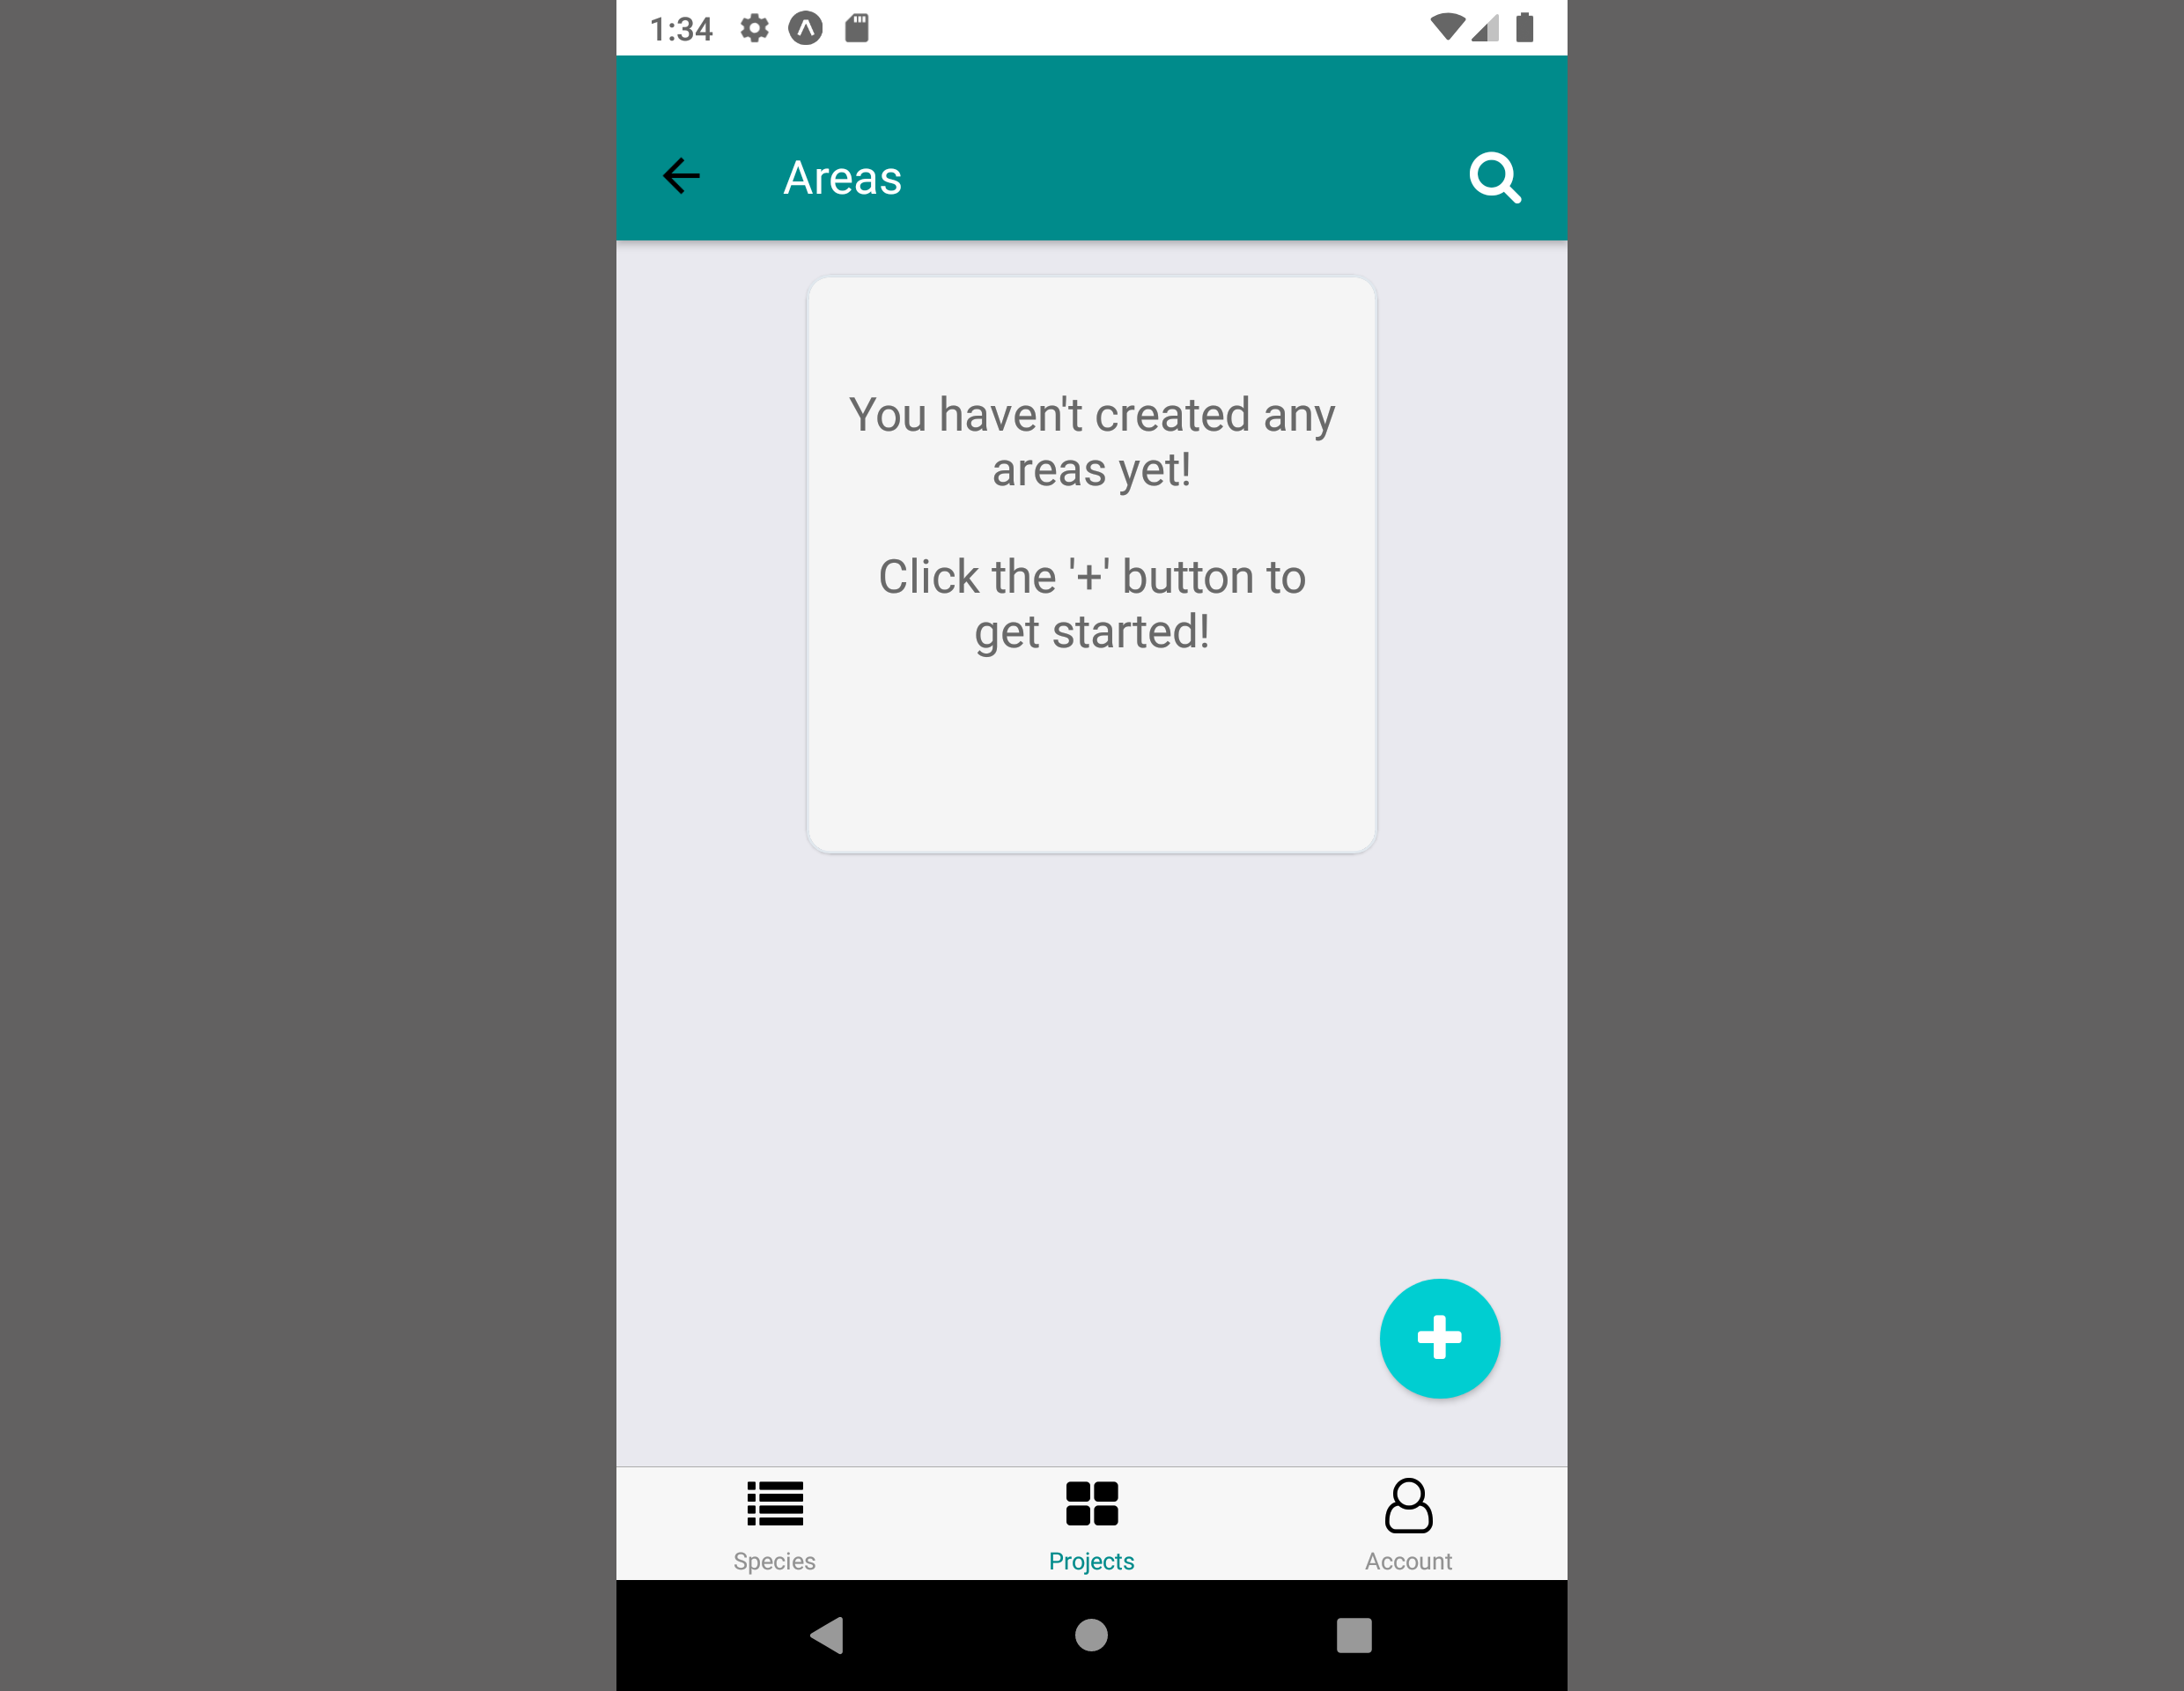 1:34
Areas
You haven't created any
areas yet!
Click the '+' button to
get started!
Species
Projects
Account